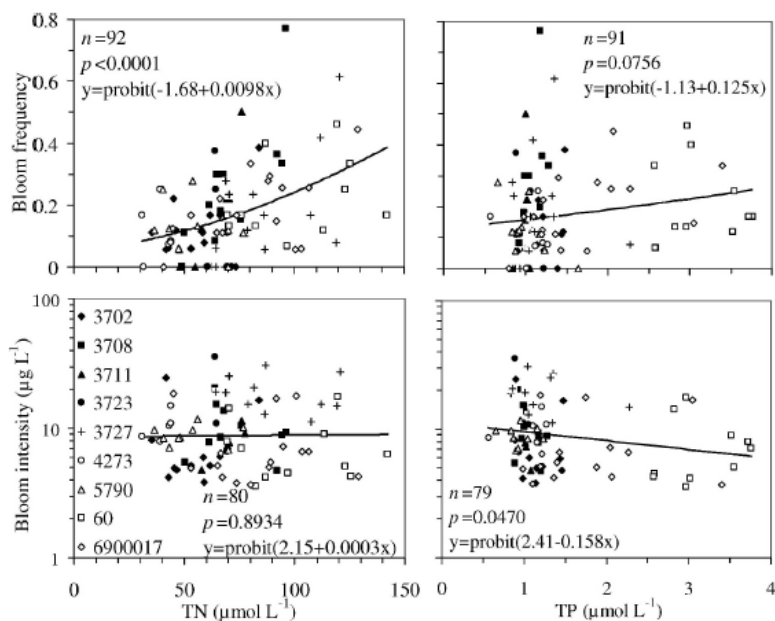 Bloom frequency
0.8
0.6
0.4
0.2
0
n=92
p<0.0001
y=probit(-1.68+0.0098x)
n=91
p=0.0756
y=probit(-1.13+0.125x)
Bloom intensity (µg L⁻¹)
100
10
1
3702
3708
3711
3723
3727
4273
5790
60
6900017
n=80
p=0.8934
y=probit(2.15+0.0003x)
0 50 100 150
TN (µmol L⁻¹)
n=79
p=0.0470
y=probit(2.41-0.158x)
0 1 2 3 4
TP (µmol L⁻¹)